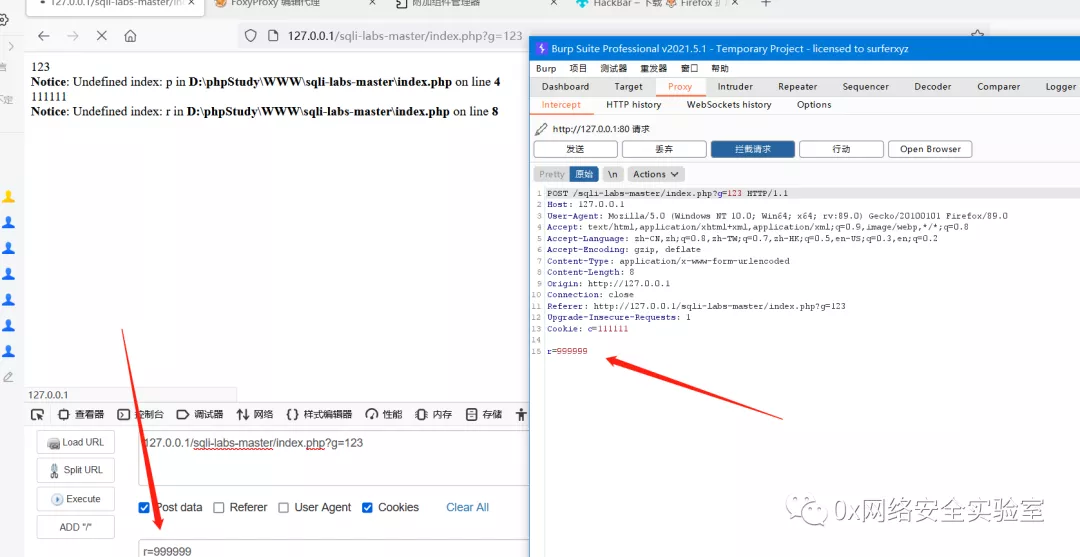 127.0.0.1/sqli-labs-master/in
FoxyProxy 编辑代理
附加组件管理器
HackBar – 下载
Firefox
127.0.0.1/sqli-labs-master/index.php?g=123
123
Notice: Undefined index: p in D:\phpStudy\WWW\sqli-labs-master\index.php on line 4
111111
Notice: Undefined index: r in D:\phpStudy\WWW\sqli-labs-master\index.php on line 8
127.0.0.1
查看器
控制台
调试器
网络
样式编辑器
性能
内存
存储
Load URL
Split URL
Execute
ADD "/"
127.0.0.1/sqli-labs-master/index.php?g=123
Post data
Referer
User Agent
Cookies
Clear All
r=999999
Burp Suite Professional v2021.5.1 - Temporary Project - licensed to surferxyz
Burp 项目 测试器 重发器 窗口 帮助
Dashboard Target Proxy Intruder Repeater Sequencer Decoder Comparer Logger
Intercept HTTP history WebSockets history Options
http://127.0.0.1:80 请求
发送 丢弃 拦截请求 行动 Open Browser
Pretty 原始 \n Actions
1 POST /sqli-labs-master/index.php?g=123 HTTP/1.1
2 Host: 127.0.0.1
3 User-Agent: Mozilla/5.0 (Windows NT 10.0; Win64; x64; rv:89.0) Gecko/20100101 Firefox/89.0
4 Accept: text/html,application/xhtml+xml,application/xml;q=0.9,image/webp,*/*;q=0.8
5 Accept-Language: zh-CN,zh;q=0.8,zh-TW;q=0.7,zh-HK;q=0.5,en-US;q=0.3,en;q=0.2
6 Accept-Encoding: gzip, deflate
7 Content-Type: application/x-www-form-urlencoded
8 Content-Length: 8
9 Origin: http://127.0.0.1
10 Connection: close
11 Referer: http://127.0.0.1/sqli-labs-master/index.php?g=123
12 Upgrade-Insecure-Requests: 1
13 Cookie: c=111111
14
15 r=999999
0x网络安全实验室